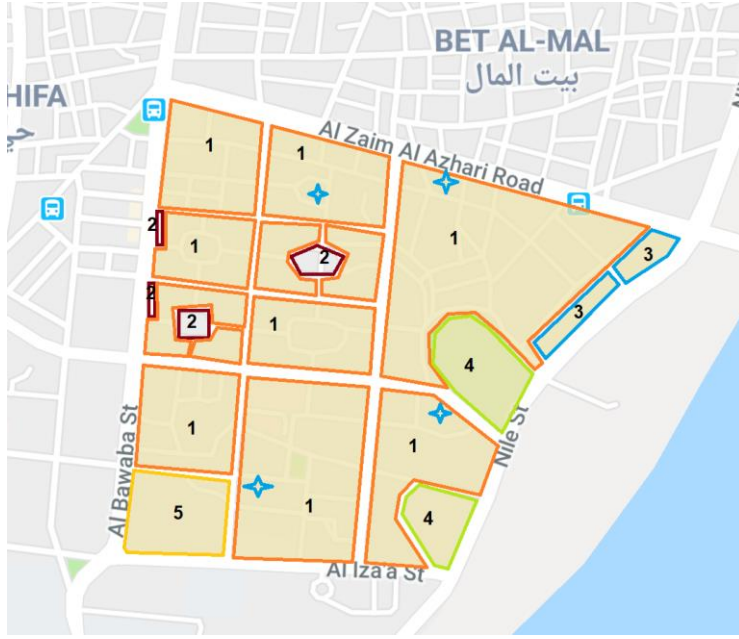 BET AL-MAL
بيت المال
HIFA
Al Zaim Al Azhari Road
1
1
2
1
2
1
3
3
2
2
1
4
1
1
1
5
4
Al Bawaba St
Nile St
Al Iza'a St